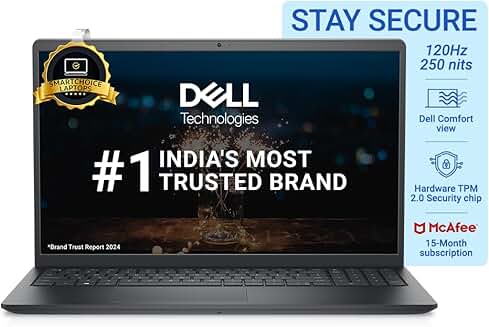 STAY SECURE
120Hz
250 nits
Dell Comfort
view
Hardware TPM
2.0 Security chip
McAfee
15-Month
subscription
SMARTCHOICE
LAPTOPS
DELL
Technologies
#1 INDIA'S MOST
TRUSTED BRAND
*Brand Trust Report 2024